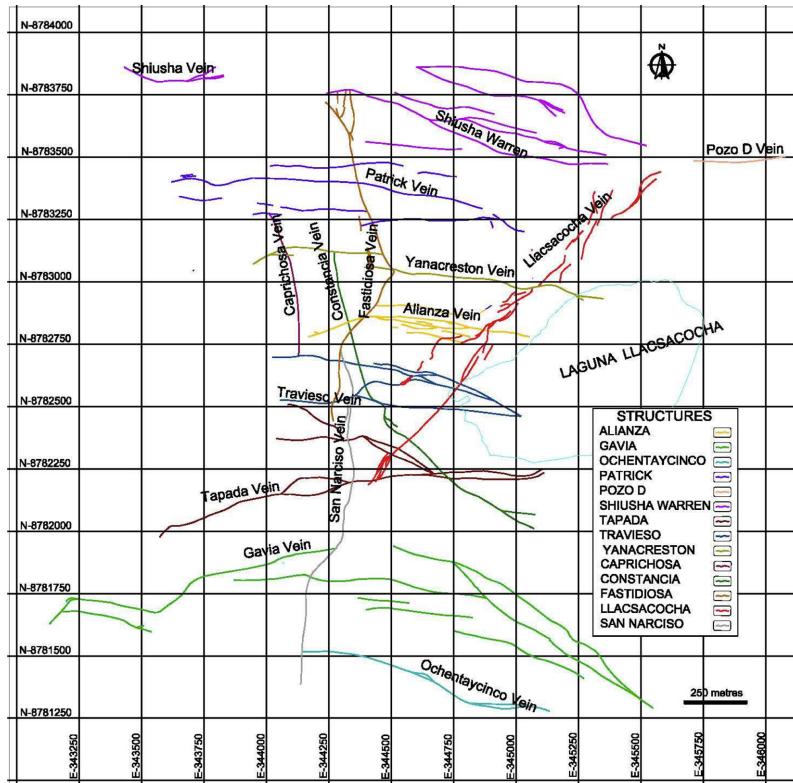 N-8784000
N
Shiusha Vein
N-8783750
Shiusha Warren
Pozo D Vein
N-8783500
Patrick Vein
N-8783250
Llacsacocha Vein
Caprichosa Vein
Constancia Vein
Fastidiosa Vein
Yanacreston Vein
N-8783000
Alianza Vein
N-8782750
LAGUNA LLACSACOCHA
Travieso Vein
N-8782500
San Narciso Vein
STRUCTURES
ALIANZA
GAVIA
OCHENTAYCINCO
PATRICK
POZO D
SHIUSHA WARREN
TAPADA
TRAVIESO
YANACRESTON
CAPRICHOSA
CONSTANCIA
FASTIDIOSA
LLACSACOCHA
SAN NARCISO
N-8782250
Tapada Vein
N-8782000
Gavia Vein
N-8781750
N-8781500
Ochentaycinco Vein
250 metres
N-8781250
E-343250
E-343500
E-343750
E-344000
E-344250
E-344500
E-344750
E-345000
E-345250
E-345500
E-345750
E-346000